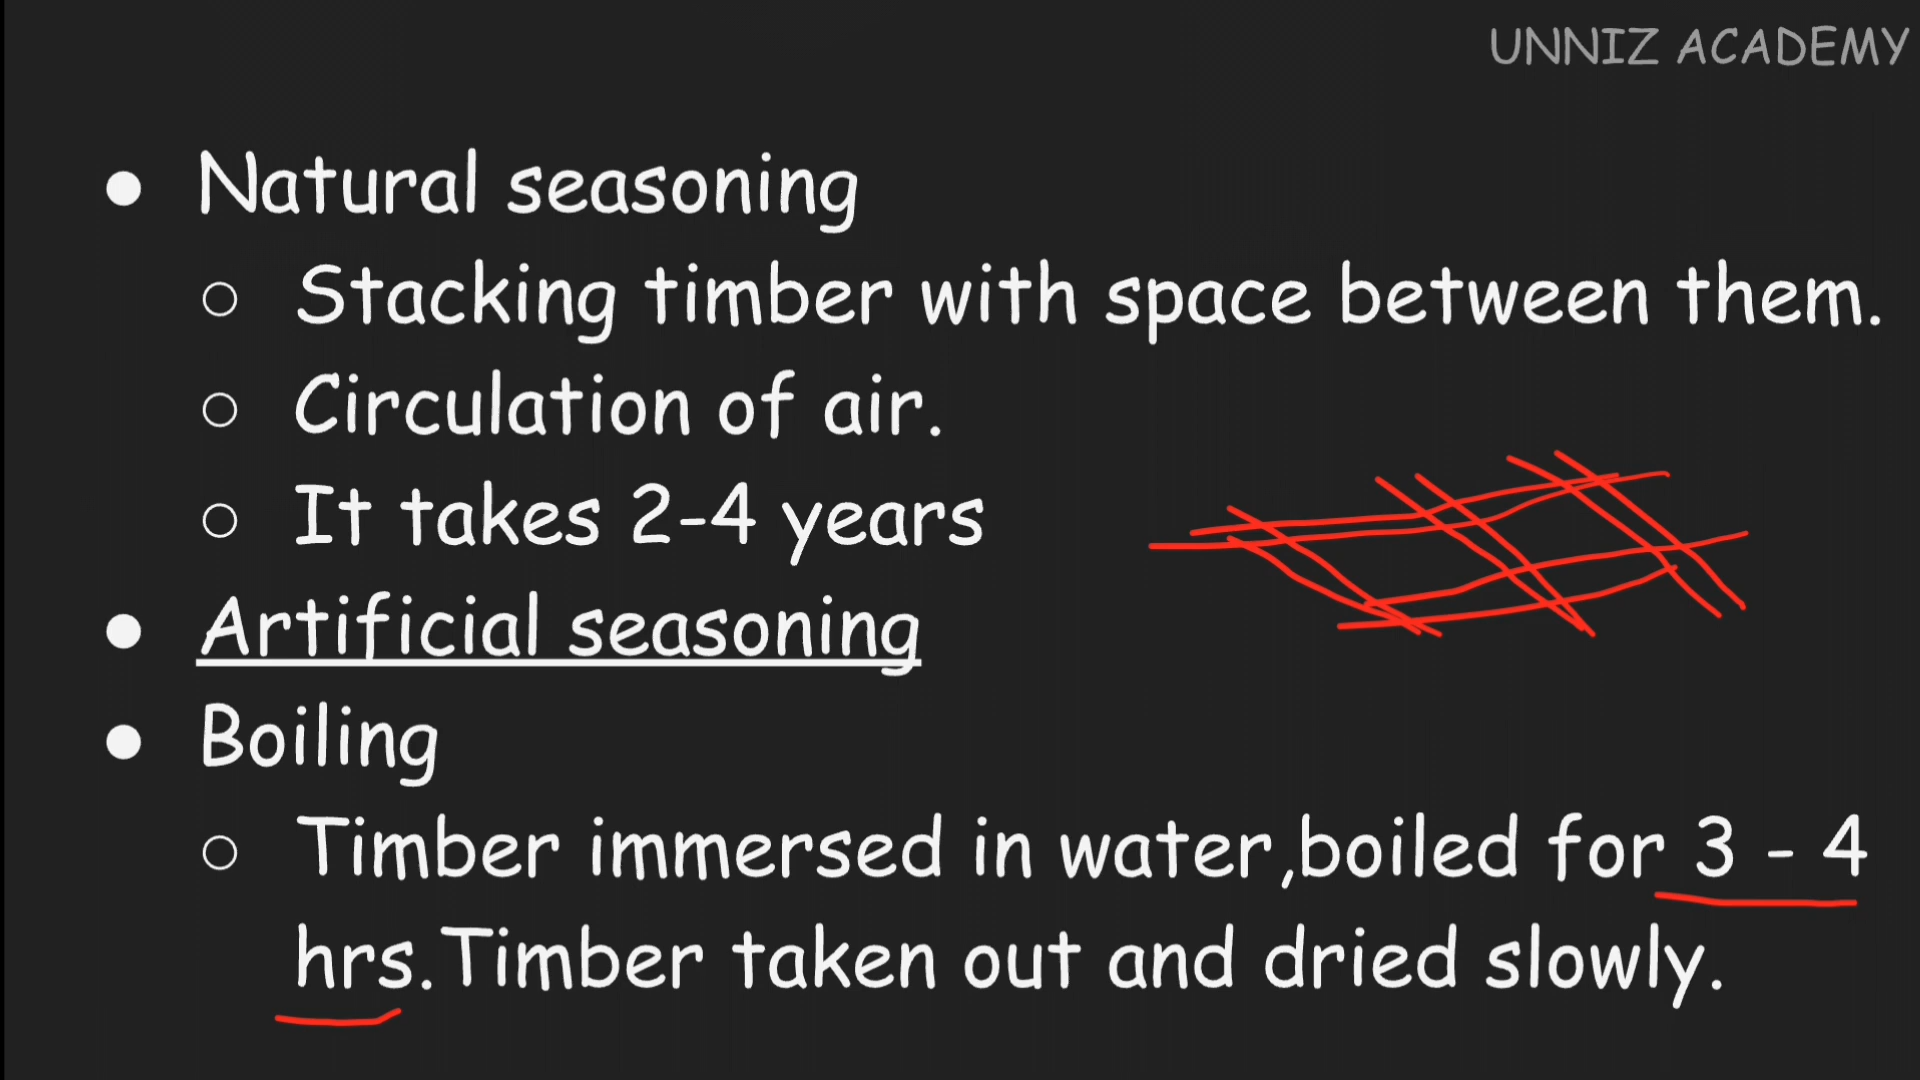 UNNIZ ACADEMY
● Natural seasoning
○ Stacking timber with space between them.
○ Circulation of air.
○ It takes 2-4 years
● Artificial seasoning
● Boiling
○ Timber immersed in water,boiled for 3 - 4
hrs.Timber taken out and dried slowly.